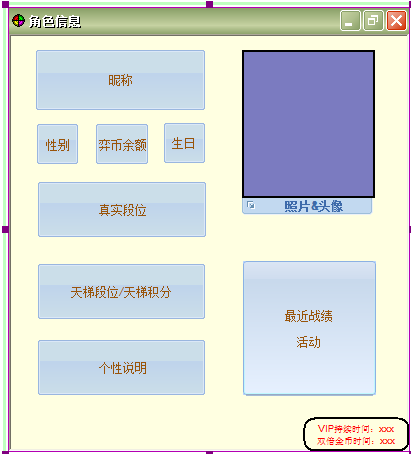 角色信息
昵称
性别
弈币余额
生日
真实段位
照片&头像
天梯段位/天梯积分
最近战绩
活动
个性说明
VIP持续时间：xxx
双倍金币时间：xxx